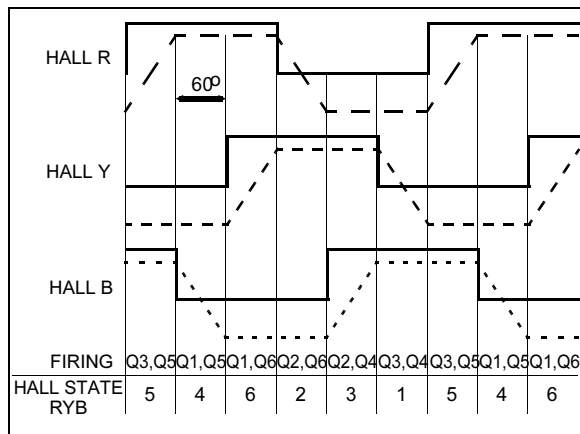 HALL R
60º
HALL Y
HALL B
FIRING Q3,Q5 Q1,Q5 Q1,Q6 Q2,Q6 Q2,Q4 Q3,Q4 Q3,Q5 Q1,Q5 Q1,Q6
HALL STATE
RYB 5 4 6 2 3 1 5 4 6